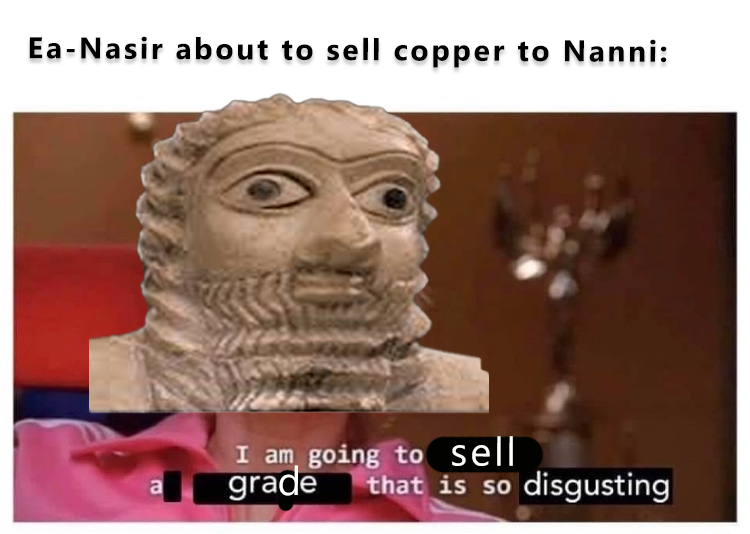 Ea-Nasir about to sell copper to Nanni:
I am going to sell
a grade that is so disgusting